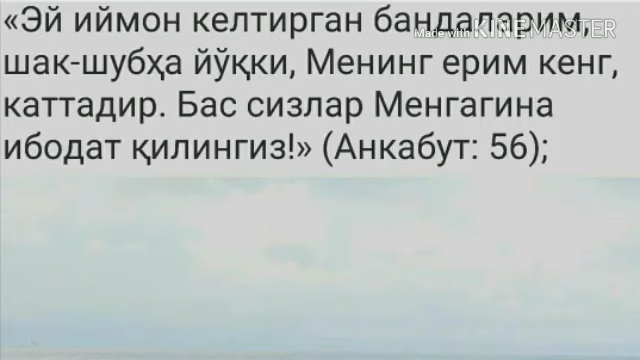 «Эй иймон келтирган бандаларим,
Made with KINEMASTER
шак-шубҳа йўқки, Менинг ерим кенг,
каттадир. Бас сизлар Менгагина
ибодат қилингиз!» (Анкабут: 56);